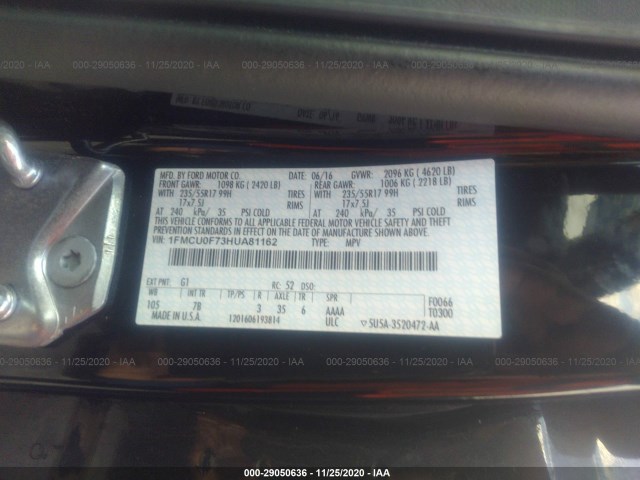 000-29050636 - 11/25/2020 - IAA
MFD. BY FORD MOTOR CO. DATE: 06/16 GVWR: 2096 KG ( 4620 LB)
FRONT GAWR: 1098 KG ( 2420 LB) REAR GAWR: 1006 KG ( 2218 LB)
WITH 235/55R17 99H TIRES WITH 235/55R17 99H TIRES
17x7.5J RIMS 17x7.5J RIMS
AT 240 kPa/ 35 PSI COLD AT 240 kPa/ 35 PSI COLD
THIS VEHICLE CONFORMS TO ALL APPLICABLE FEDERAL MOTOR VEHICLE SAFETY AND THEFT PREVENTION STANDARDS IN EFFECT ON THE DATE OF MANUFACTURE SHOWN ABOVE.
VIN: 1FMCU0F73HUA81162 TYPE: MPV
EXT PNT: G1 RC: 52 DSO:
WB INT TR TP/PS R AXLE TR SPR F0066
105 7B 3 35 6 AAAA T0300
MADE IN U.S.A. 1201606193814 ULC ▽ SU5A-3520472-AA
000-29050636 - 11/25/2020 - IAA